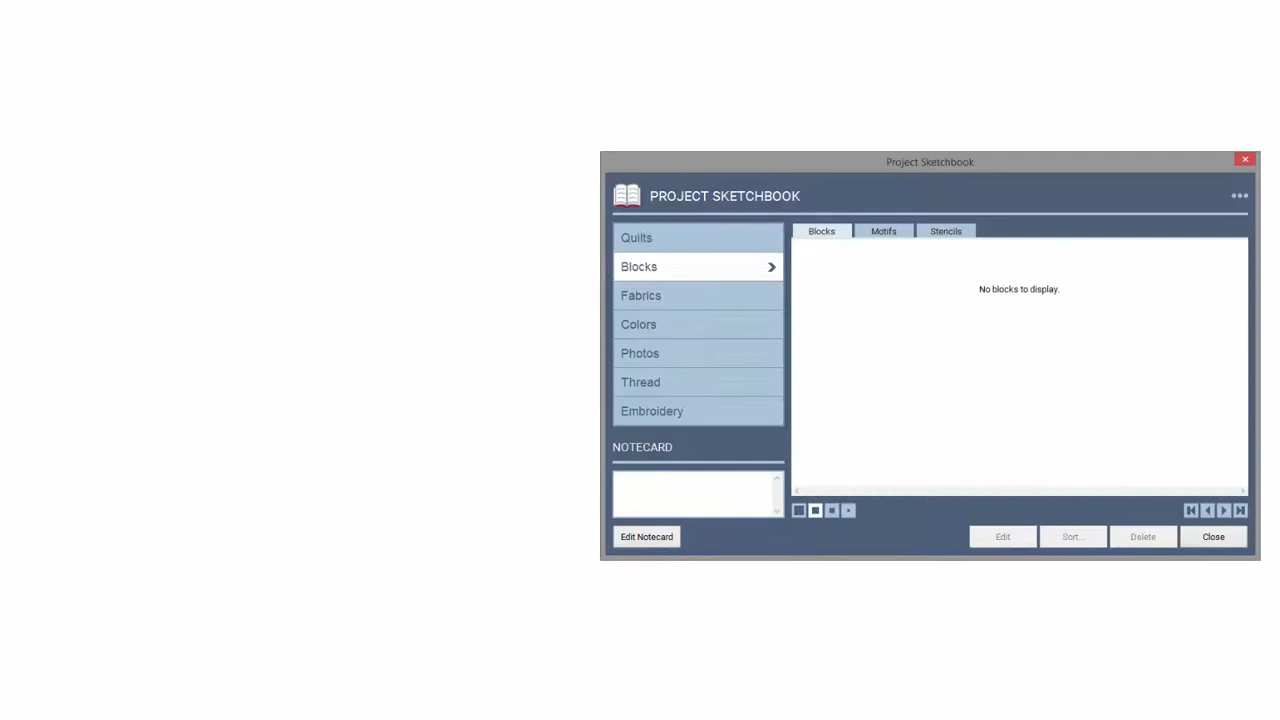 Project Sketchbook
PROJECT SKETCHBOOK
Quilts
Blocks
Fabrics
Colors
Photos
Thread
Embroidery
NOTECARD
Edit Notecard
Blocks Motifs Stencils
No blocks to display.
Edit Sort... Delete Close